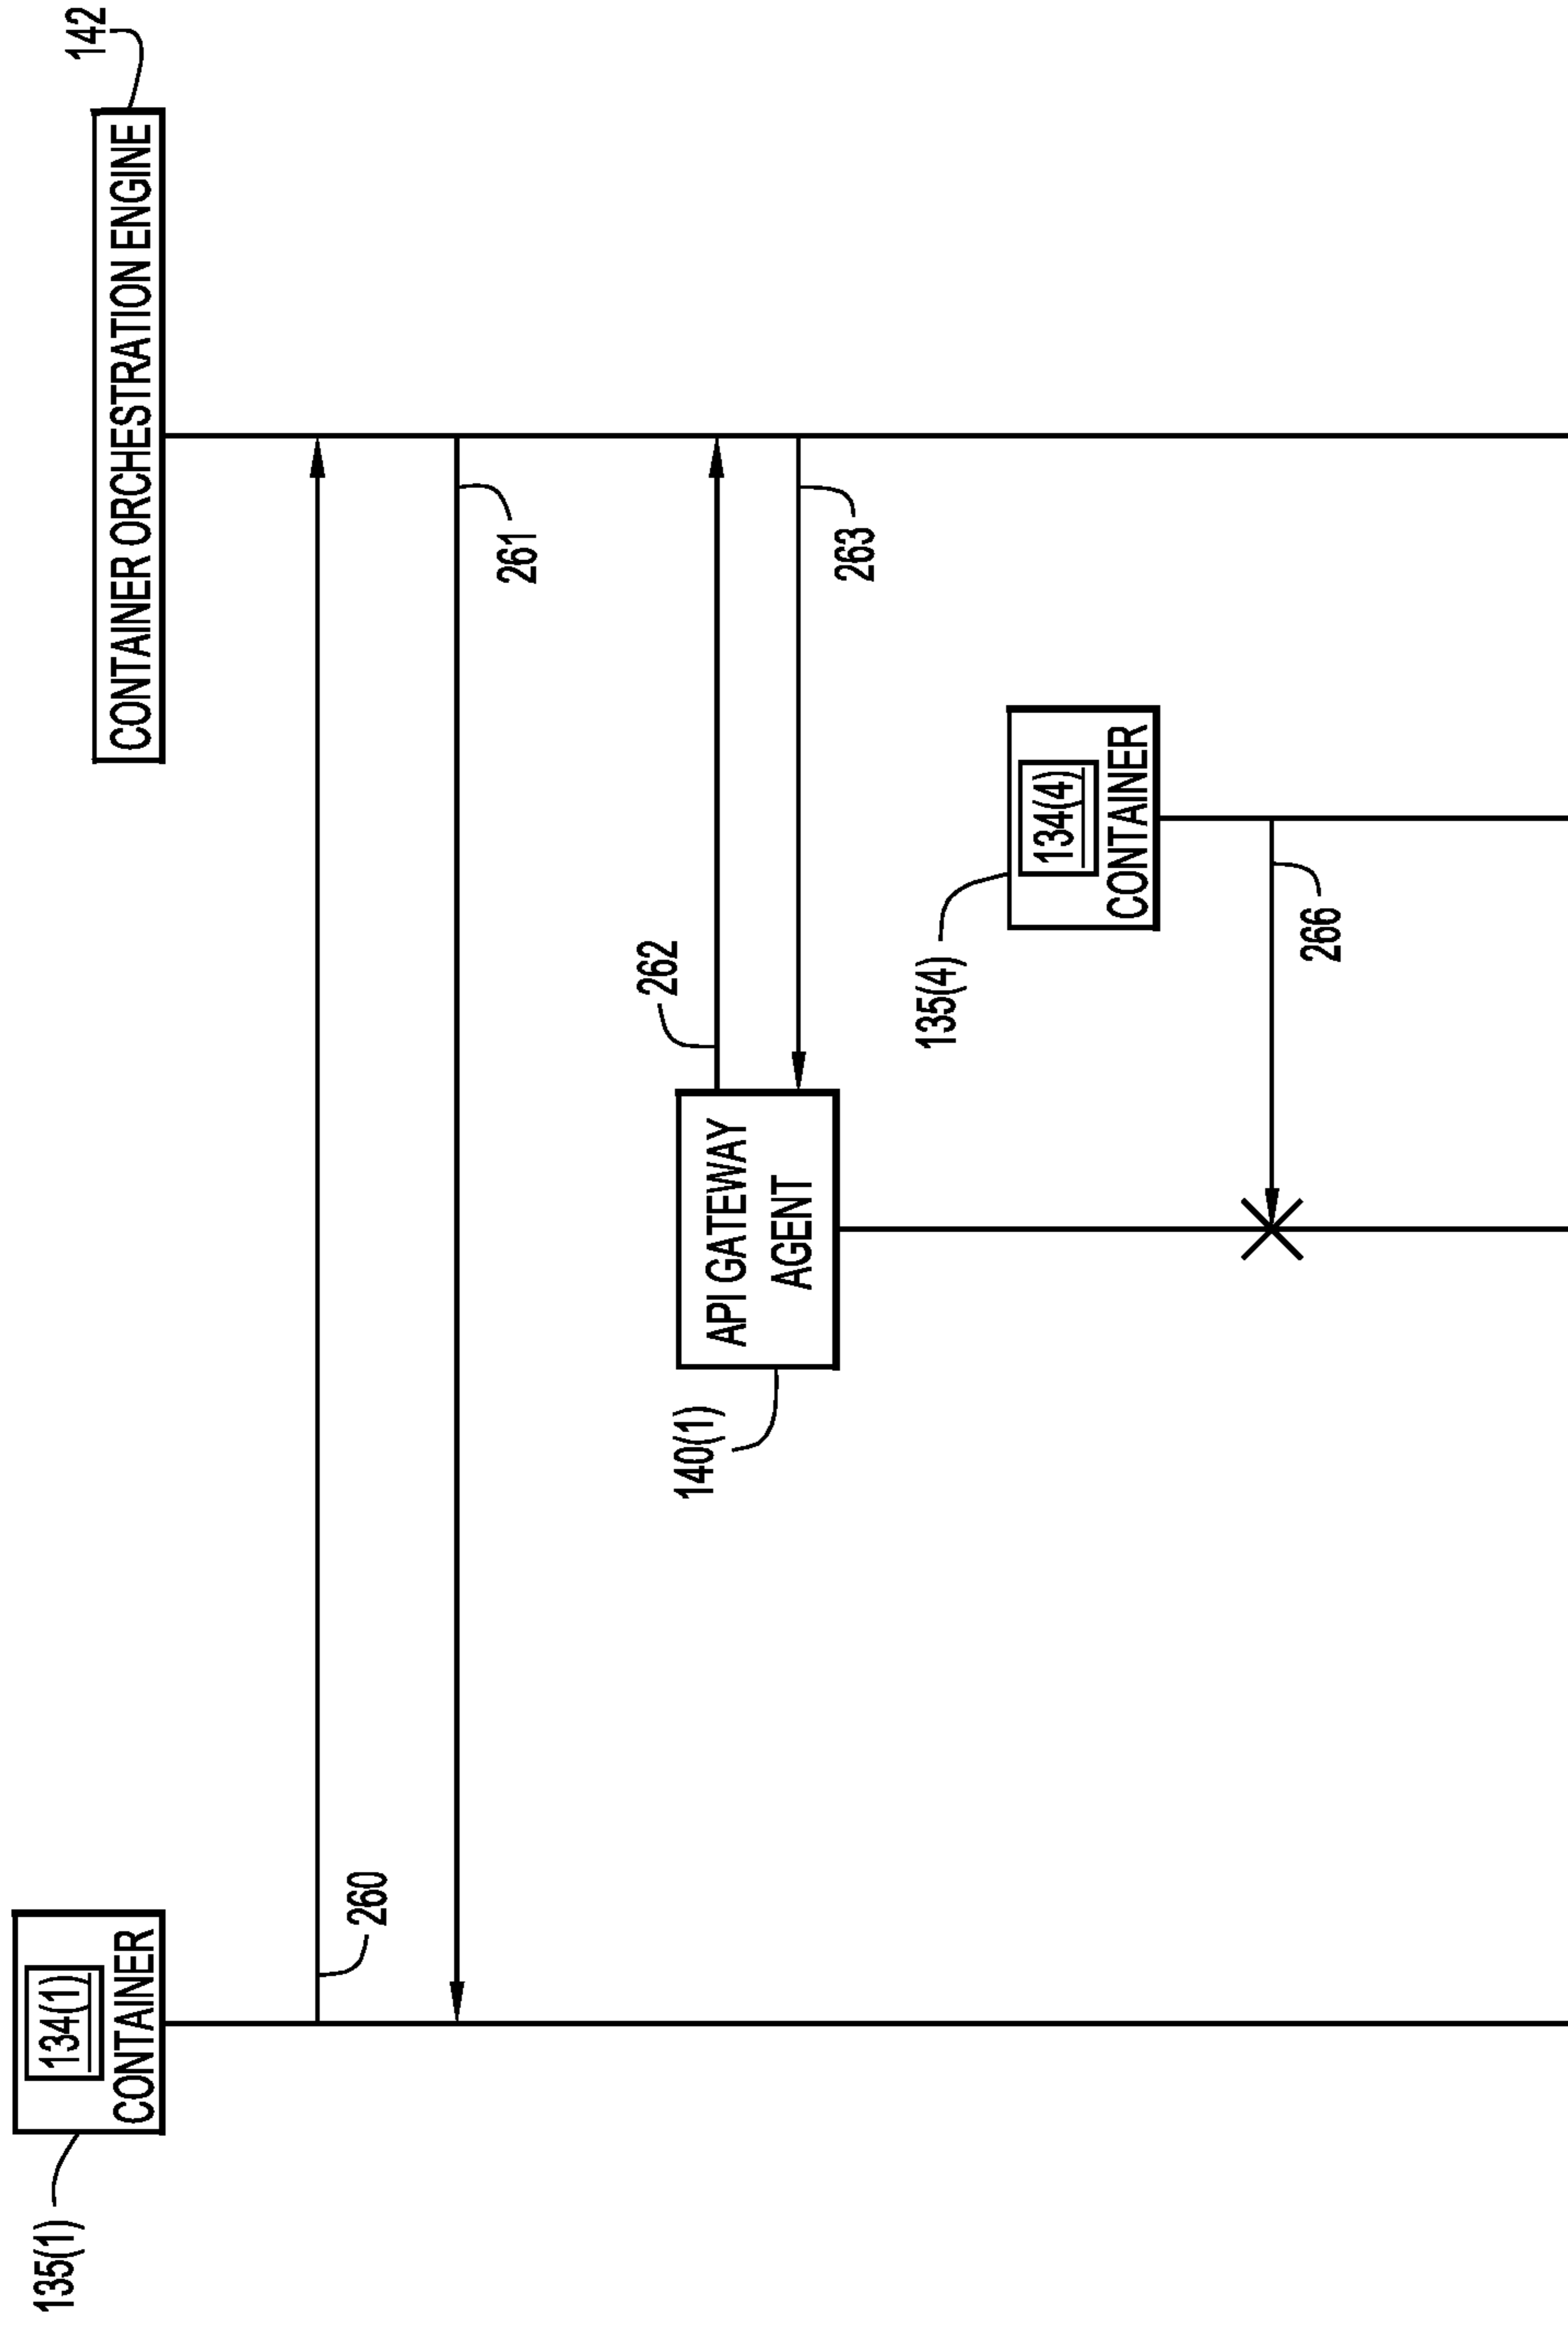 142
CONTAINER ORCHESTRATION ENGINE
135(1)
134(1)
CONTAINER
260
261
262
263
140(1)
API GATEWAY
AGENT
135(4)
134(4)
CONTAINER
266